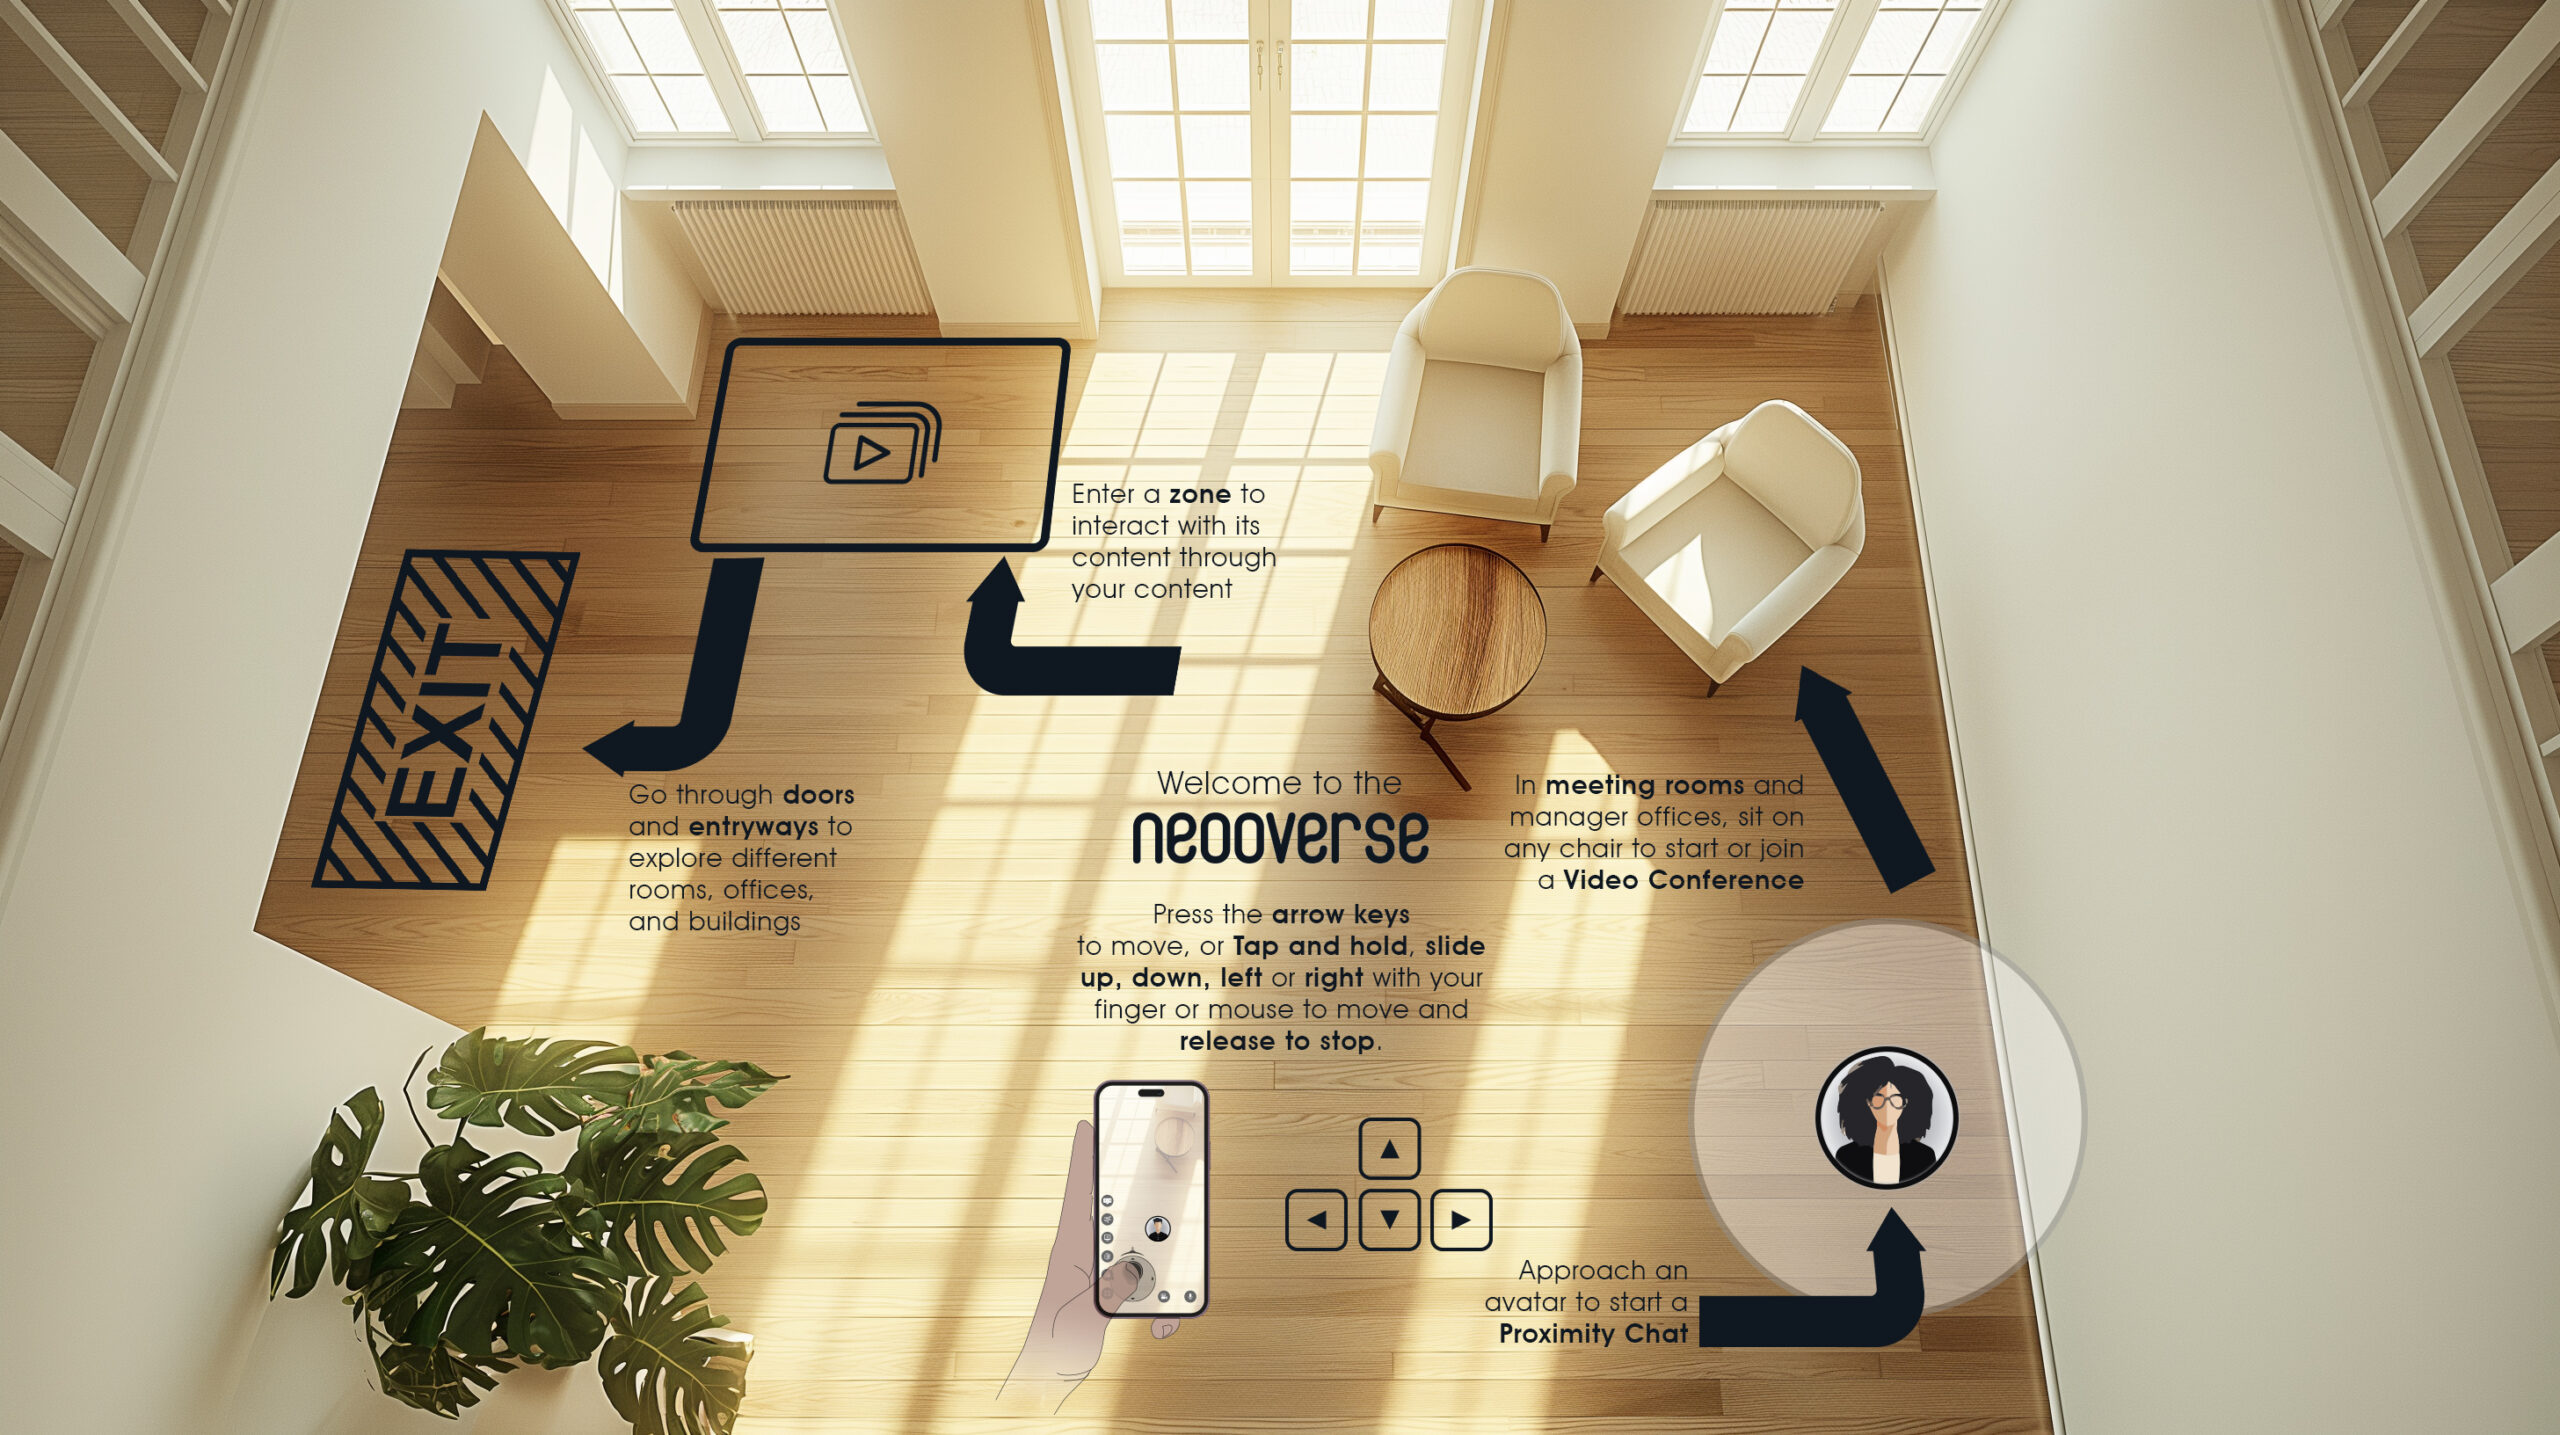 Enter a zone to
interact with its
content through
your content
EXIT
Go through doors
and entryways to
explore different
rooms, offices,
and buildings
Welcome to the
neooverse
Press the arrow keys
to move, or Tap and hold, slide
up, down, left or right with your
finger or mouse to move and
release to stop.
In meeting rooms and
manager offices, sit on
any chair to start or join
a Video Conference
Approach an
avatar to start a
Proximity Chat